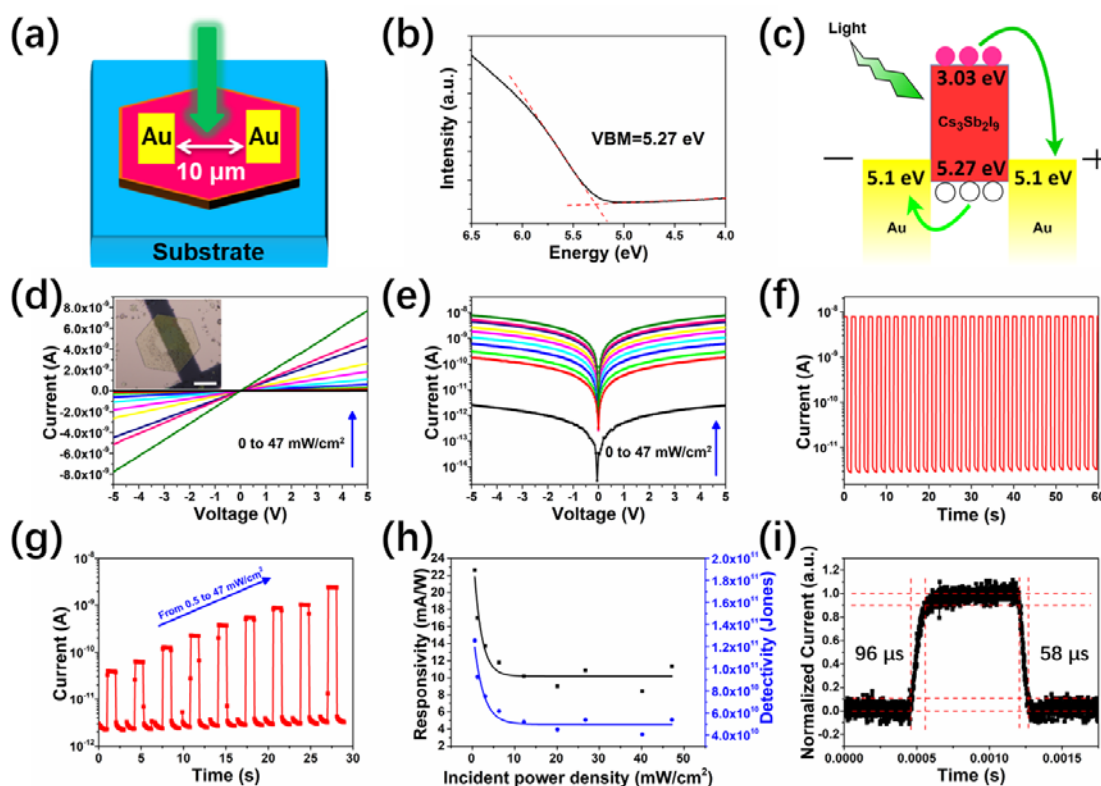 (a)
Au
Au
10 μm
Substrate
(b)
Intensity (a.u.)
VBM=5.27 eV
6.5
6.0
5.5
5.0
4.5
4.0
Energy (eV)
(c)
Light
3.03 eV
Cs₃Sb₂I₉
5.27 eV
−
+
5.1 eV
5.1 eV
Au
Au
(d)
Current (A)
8.0x10⁻⁹
6.0x10⁻⁹
4.0x10⁻⁹
2.0x10⁻⁹
0.0
-2.0x10⁻⁹
-4.0x10⁻⁹
-6.0x10⁻⁹
-8.0x10⁻⁹
0 to 47 mW/cm²
-5 -4 -3 -2 -1 0 1 2 3 4 5
Voltage (V)
(e)
Current (A)
10⁻⁸
10⁻⁹
10⁻¹⁰
10⁻¹¹
10⁻¹²
10⁻¹³
10⁻¹⁴
0 to 47 mW/cm²
-5 -4 -3 -2 -1 0 1 2 3 4 5
Voltage (V)
(f)
Current (A)
10⁻⁸
10⁻⁹
10⁻¹⁰
10⁻¹¹
0 10 20 30 40 50 60
Time (s)
(g)
Current (A)
10⁻⁸
10⁻⁹
10⁻¹⁰
10⁻¹¹
10⁻¹²
From 0.5 to 47 mW/cm²
0 5 10 15 20 25 30
Time (s)
(h)
Responsivity (mA/W)
24
22
20
18
16
14
12
10
8
6
4
2
0 10 20 30 40 50
Incident power density (mW/cm²)
2.0x10¹¹
1.8x10¹¹
1.6x10¹¹
1.4x10¹¹
1.2x10¹¹
1.0x10¹¹
8.0x10¹⁰
6.0x10¹⁰
4.0x10¹⁰
Detectivity (Jones)
(i)
Normalized Current (a.u.)
1.2
1.0
0.8
0.6
0.4
0.2
0.0
96 μs
58 μs
0.0000 0.0005 0.0010 0.0015
Time (s)